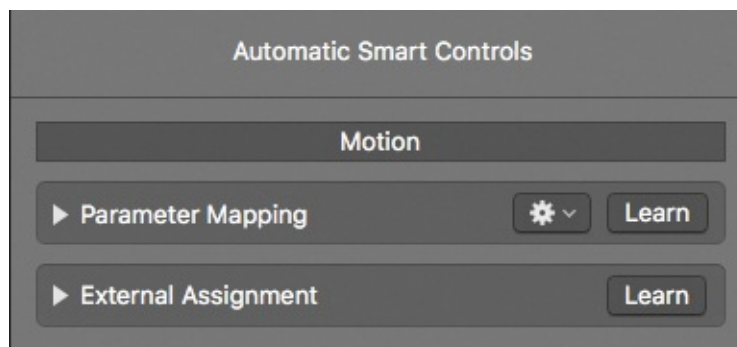 Automatic Smart Controls
Motion
Parameter Mapping Learn
External Assignment Learn